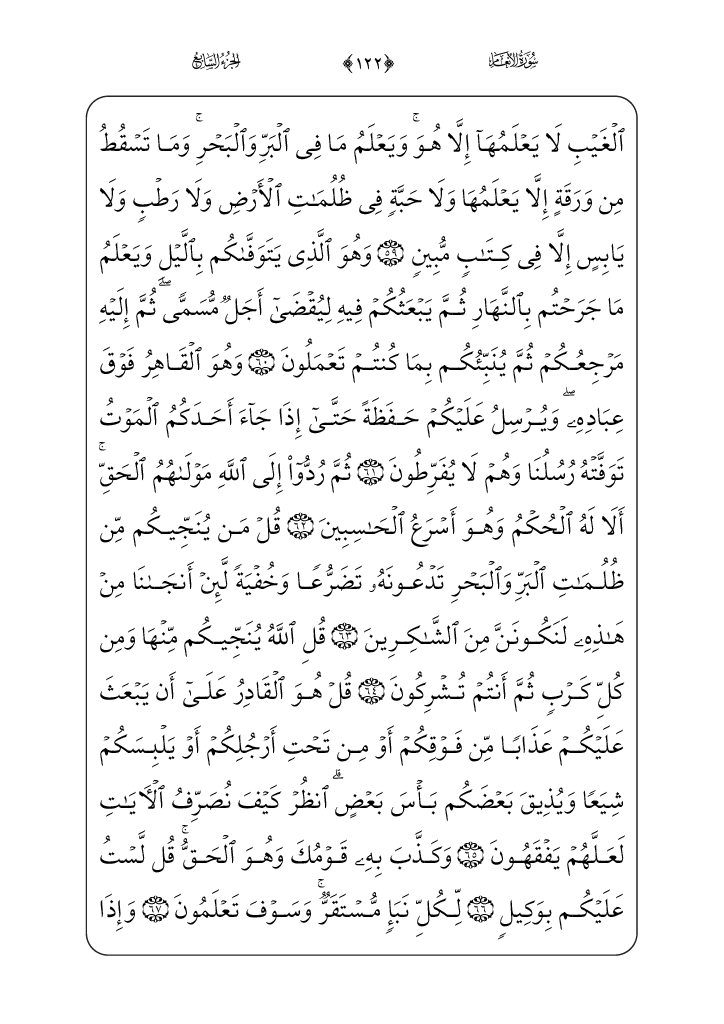 سُورَةُ الأَنْعَام ﴿١٢٢﴾ الجُزْءُ السَّابِعُ
ٱلْغَيْبِ لَا يَعْلَمُهَآ إِلَّا هُوَ ۚ وَيَعْلَمُ مَا فِى ٱلْبَرِّ وَٱلْبَحْرِ ۚ وَمَا تَسْقُطُ
مِن وَرَقَةٍ إِلَّا يَعْلَمُهَا وَلَا حَبَّةٍ فِى ظُلُمَٰتِ ٱلْأَرْضِ وَلَا رَطْبٍ وَلَا
يَابِسٍ إِلَّا فِى كِتَٰبٍ مُّبِينٍ ﴿٥٩﴾ وَهُوَ ٱلَّذِى يَتَوَفَّىٰكُم بِٱلَّيْلِ وَيَعْلَمُ
مَا جَرَحْتُم بِٱلنَّهَارِ ثُمَّ يَبْعَثُكُمْ فِيهِ لِيُقْضَىٰٓ أَجَلٌ مُّسَمًّى ۖ ثُمَّ إِلَيْهِ
مَرْجِعُكُمْ ثُمَّ يُنَبِّئُكُم بِمَا كُنتُمْ تَعْمَلُونَ ﴿٦٠﴾ وَهُوَ ٱلْقَاهِرُ فَوْقَ
عِبَادِهِۦ ۖ وَيُرْسِلُ عَلَيْكُمْ حَفَظَةً حَتَّىٰٓ إِذَا جَآءَ أَحَدَكُمُ ٱلْمَوْتُ
تَوَفَّتْهُ رُسُلُنَا وَهُمْ لَا يُفَرِّطُونَ ﴿٦١﴾ ثُمَّ رُدُّوٓا۟ إِلَى ٱللَّهِ مَوْلَىٰهُمُ ٱلْحَقِّ ۚ
أَلَا لَهُ ٱلْحُكْمُ وَهُوَ أَسْرَعُ ٱلْحَٰسِبِينَ ﴿٦٢﴾ قُلْ مَن يُنَجِّيكُم مِّن
ظُلُمَٰتِ ٱلْبَرِّ وَٱلْبَحْرِ تَدْعُونَهُۥ تَضَرُّعًا وَخُفْيَةً لَّئِنْ أَنجَىٰنَا مِنْ
هَٰذِهِۦ لَنَكُونَنَّ مِنَ ٱلشَّٰكِرِينَ ﴿٦٣﴾ قُلِ ٱللَّهُ يُنَجِّيكُم مِّنْهَا وَمِن
كُلِّ كَرْبٍ ثُمَّ أَنتُمْ تُشْرِكُونَ ﴿٦٤﴾ قُلْ هُوَ ٱلْقَادِرُ عَلَىٰٓ أَن يَبْعَثَ
عَلَيْكُمْ عَذَابًا مِّن فَوْقِكُمْ أَوْ مِن تَحْتِ أَرْجُلِكُمْ أَوْ يَلْبِسَكُمْ
شِيَعًا وَيُذِيقَ بَعْضَكُم بَأْسَ بَعْضٍ ۗ ٱنظُرْ كَيْفَ نُصَرِّفُ ٱلْءَايَٰتِ
لَعَلَّهُمْ يَفْقَهُونَ ﴿٦٥﴾ وَكَذَّبَ بِهِۦ قَوْمُكَ وَهُوَ ٱلْحَقُّ ۚ قُل لَّسْتُ
عَلَيْكُم بِوَكِيلٍ ﴿٦٦﴾ لِّكُلِّ نَبَإٍ مُّسْتَقَرٌّ ۚ وَسَوْفَ تَعْلَمُونَ ﴿٦٧﴾ وَإِذَا